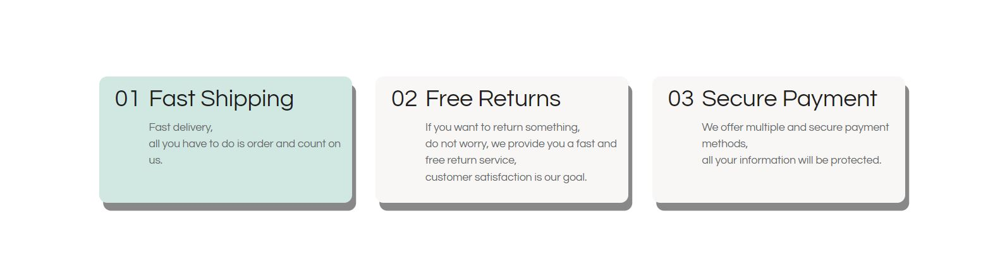 01 Fast Shipping
Fast delivery,
all you have to do is order and count on
us.
02 Free Returns
If you want to return something,
do not worry, we provide you a fast and
free return service,
customer satisfaction is our goal.
03 Secure Payment
We offer multiple and secure payment
methods,
all your information will be protected.